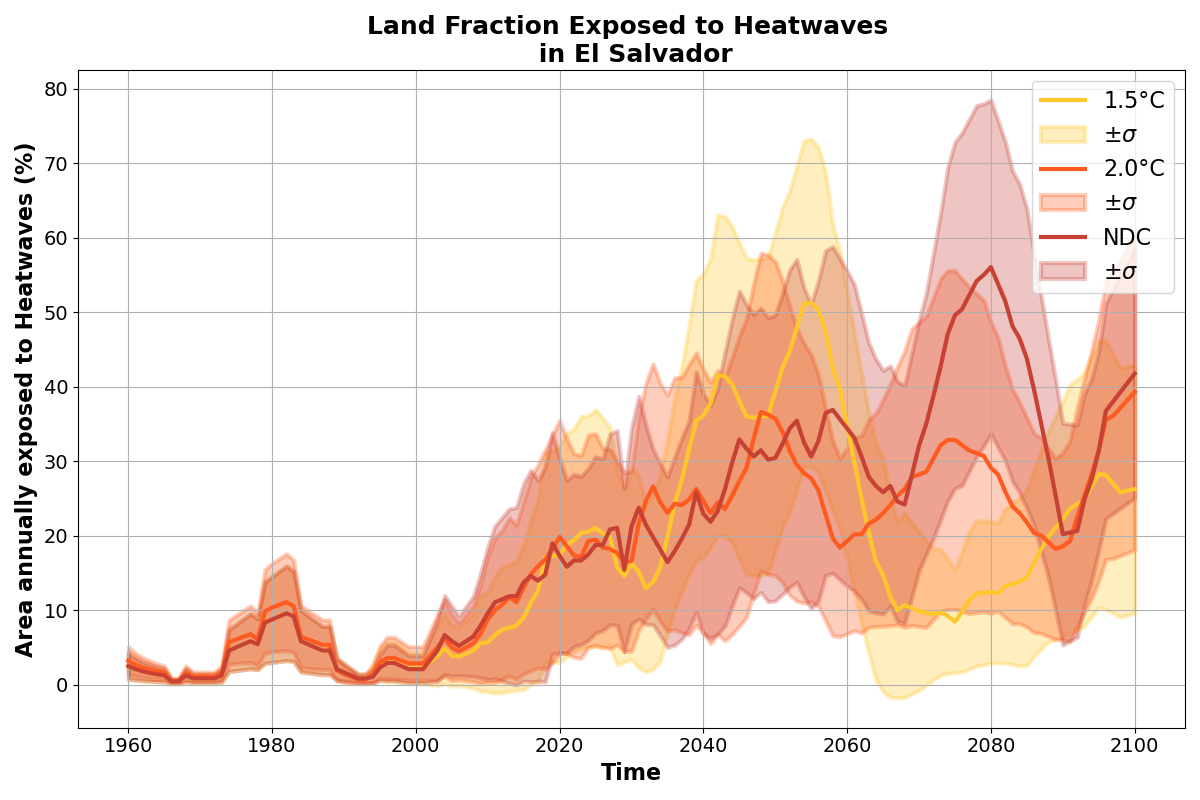 Land Fraction Exposed to Heatwaves
in El Salvador
Area annually exposed to Heatwaves (%)
80
70
60
50
40
30
20
10
0
1.5°C
±σ
2.0°C
±σ
NDC
±σ
1960
1980
2000
2020
2040
2060
2080
2100
Time